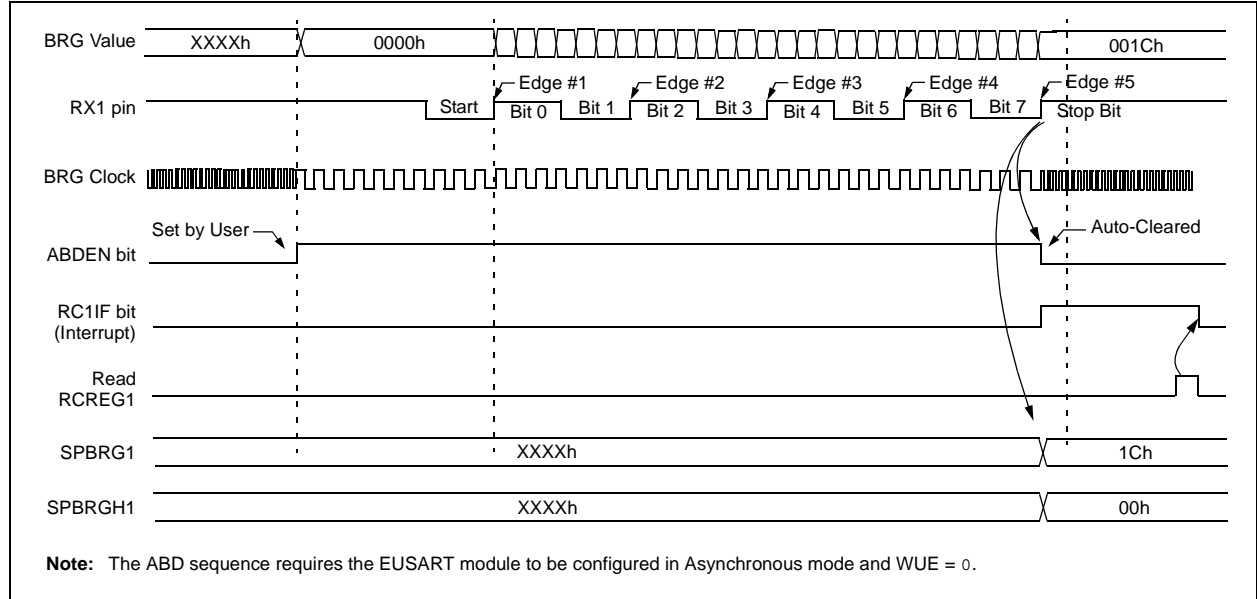 BRG Value XXXXh 0000h 001Ch
Edge #1 Edge #2 Edge #3 Edge #4 Edge #5
RX1 pin Start Bit 0 Bit 1 Bit 2 Bit 3 Bit 4 Bit 5 Bit 6 Bit 7 Stop Bit
BRG Clock
Set by User Auto-Cleared
ABDEN bit
RC1IF bit
(Interrupt)
Read
RCREG1
SPBRG1 XXXXh 1Ch
SPBRGH1 XXXXh 00h
Note: The ABD sequence requires the EUSART module to be configured in Asynchronous mode and WUE = 0.